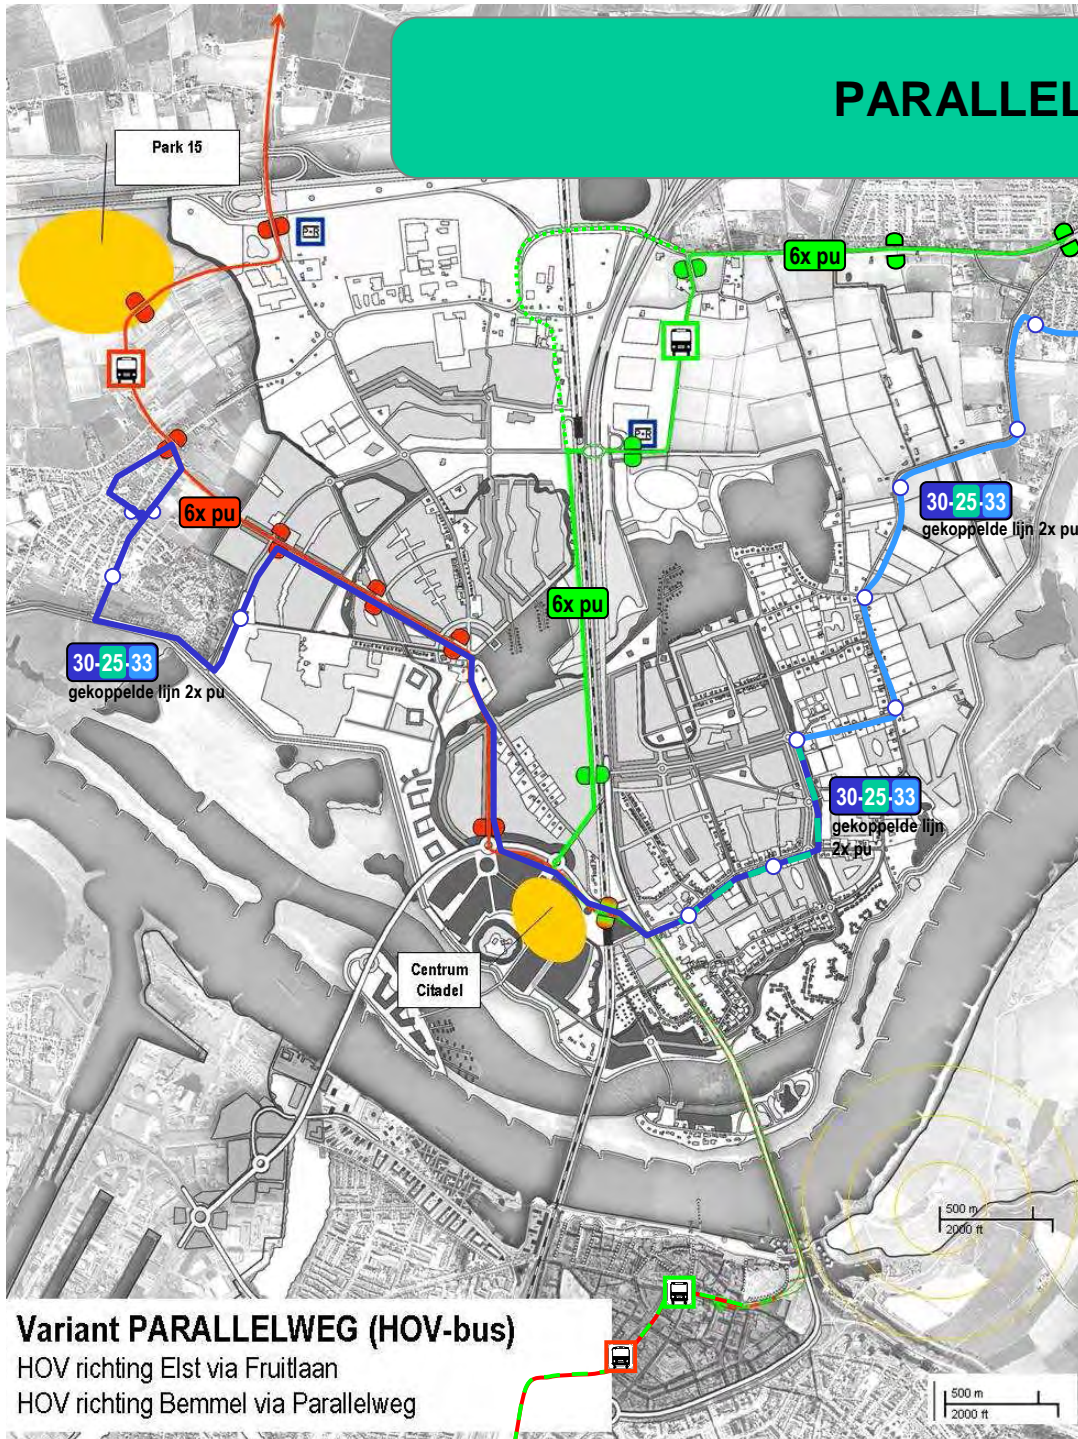 PARALLEL
Park 15
P+R
6x pu
P+R
30-25-33
gekoppelde lijn 2x pu
6x pu
6x pu
30-25-33
gekoppelde lijn 2x pu
30-25-33
gekoppelde lijn
2x pu
Centrum
Citadel
500 m
2000 ft
Variant PARALLELWEG (HOV-bus)
HOV richting Elst via Fruitlaan
HOV richting Bemmel via Parallelweg
500 m
2000 ft